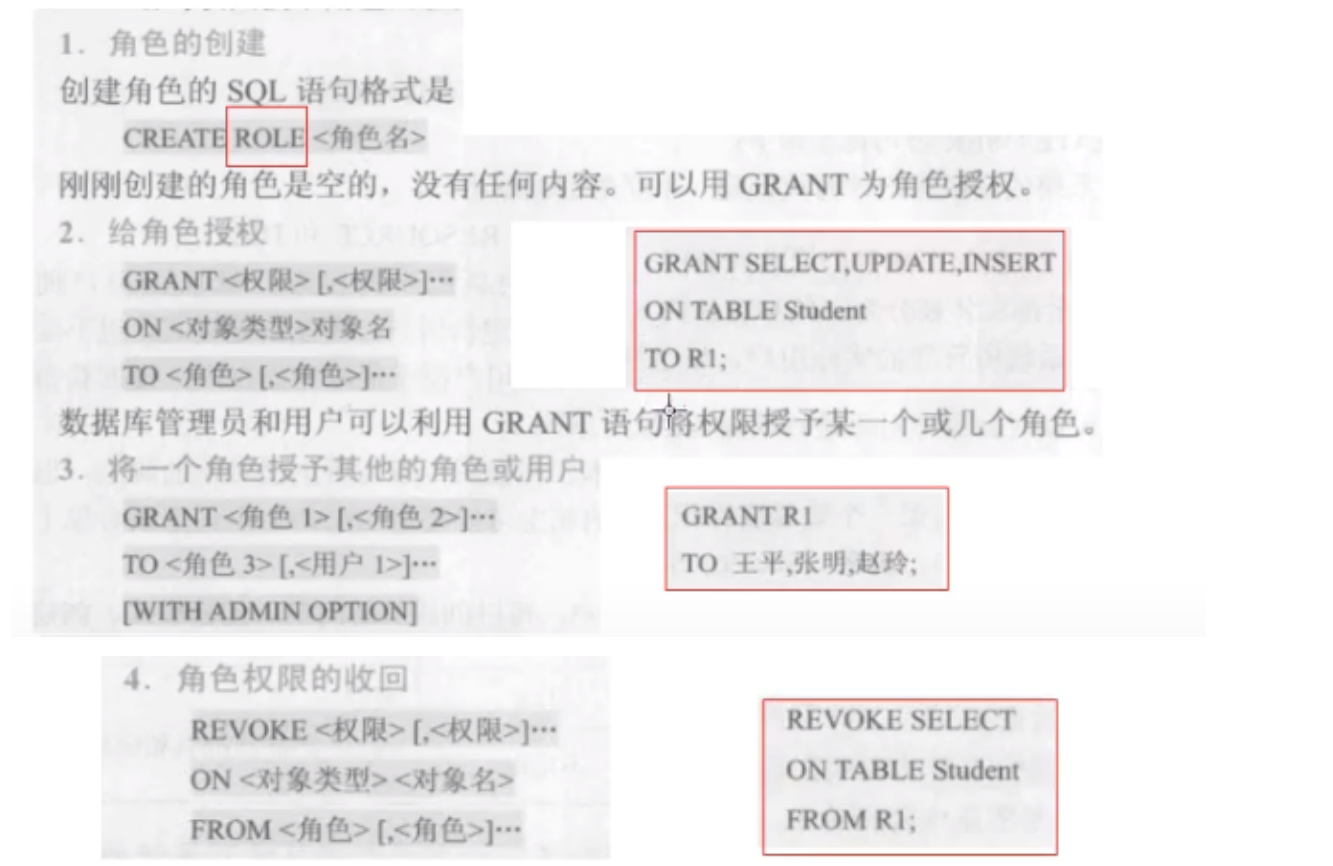 1. 角色的创建
创建角色的 SQL 语句格式是
CREATE ROLE <角色名>
刚刚创建的角色是空的，没有任何内容。可以用 GRANT 为角色授权。
2. 给角色授权
GRANT <权限> [,<权限>]…
ON <对象类型>对象名
TO <角色> [,<角色>]…
GRANT SELECT,UPDATE,INSERT
ON TABLE Student
TO R1;
数据库管理员和用户可以利用 GRANT 语句将权限授予某一个或几个角色。
3. 将一个角色授予其他的角色或用户
GRANT <角色 1> [,<角色 2>]…
TO <角色 3> [,<用户 1>]…
[WITH ADMIN OPTION]
GRANT R1
TO 王平,张明,赵玲;
4. 角色权限的收回
REVOKE <权限> [,<权限>]…
ON <对象类型> <对象名>
FROM <角色> [,<角色>]…
REVOKE SELECT
ON TABLE Student
FROM R1;